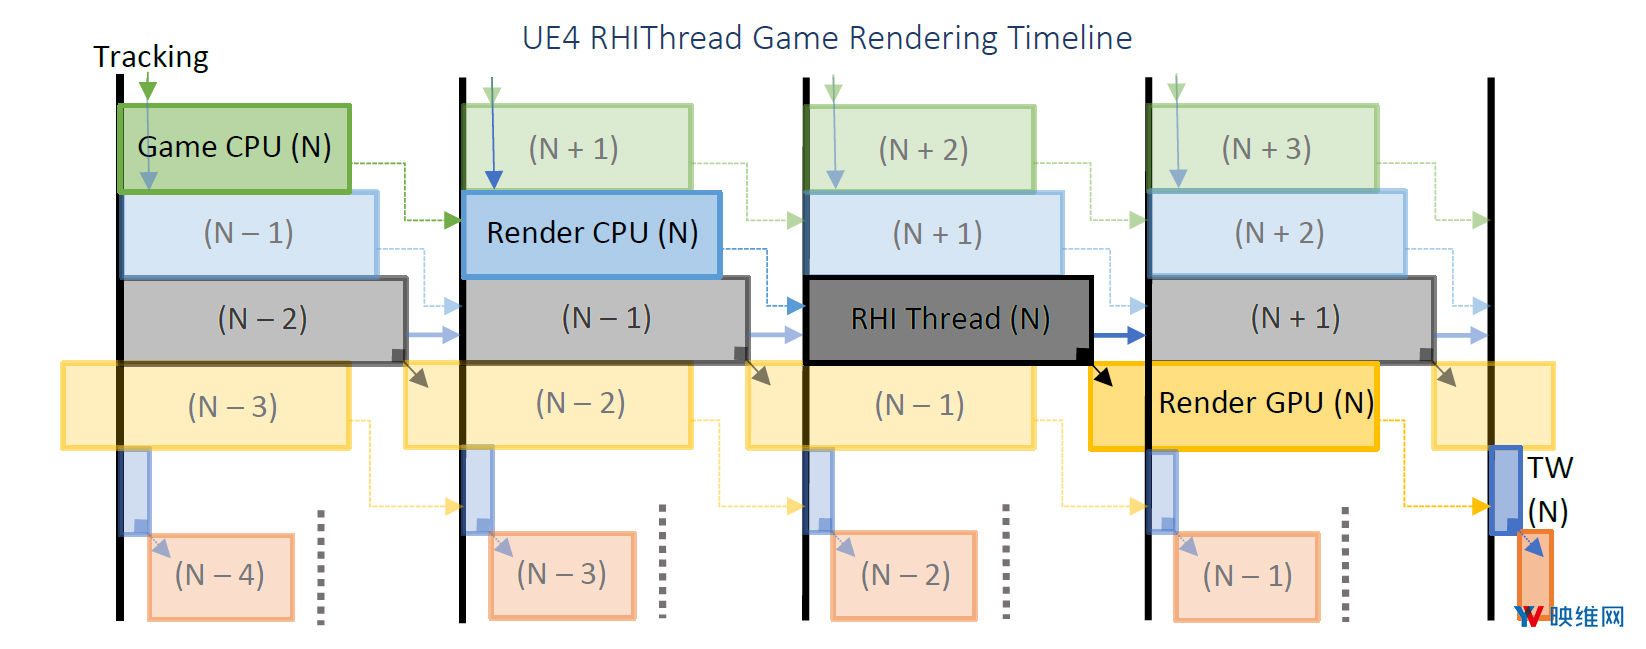 UE4 RHIThread Game Rendering Timeline
Tracking
Game CPU (N)
(N + 1)
(N + 2)
(N + 3)
(N – 1)
Render CPU (N)
(N + 1)
(N + 2)
(N – 2)
(N – 1)
RHI Thread (N)
(N + 1)
(N – 3)
(N – 2)
(N – 1)
Render GPU (N)
TW
(N)
(N – 4)
(N – 3)
(N – 2)
(N – 1)
YV 映维网